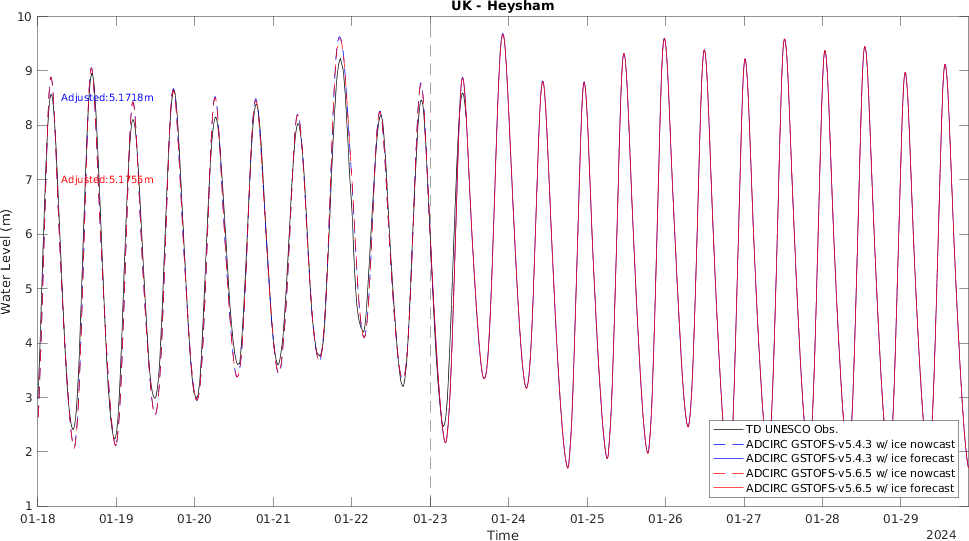 UK - Heysham
10
9
8
7
6
5
4
3
2
1
Water Level (m)
Adjusted:5.1718m
Adjusted:5.1755m
TD UNESCO Obs.
ADCIRC GSTOFS-v5.4.3 w/ ice nowcast
ADCIRC GSTOFS-v5.4.3 w/ ice forecast
ADCIRC GSTOFS-v5.6.5 w/ ice nowcast
ADCIRC GSTOFS-v5.6.5 w/ ice forecast
01-18 01-19 01-20 01-21 01-22 01-23 01-24 01-25 01-26 01-27 01-28 01-29
Time
2024